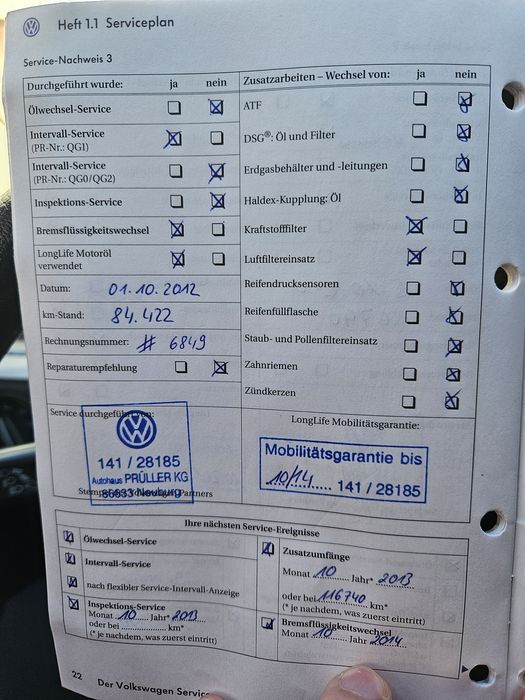 Heft 1.1 Serviceplan
Service-Nachweis 3
Durchgeführt wurde: ja nein
Ölwechsel-Service
Intervall-Service
(PR-Nr.: QG1)
Intervall-Service
(PR-Nr.: QG0/QG2)
Inspektions-Service
Bremsflüssigkeitswechsel
LongLife Motoröl
verwendet
Datum: 01.10.2012
km-Stand: 84.422
Rechnungsnummer: # 6849
Reparaturempfehlung
Zusatzarbeiten – Wechsel von: ja nein
ATF
DSG®: Öl und Filter
Erdgasbehälter und -leitungen
Haldex-Kupplung: Öl
Kraftstofffilter
Luftfiltereinsatz
Reifendrucksensoren
Reifenfüllflasche
Staub- und Pollenfiltereinsatz
Zahnriemen
Zündkerzen
Service durchgeführt von:
141 / 28185
Autohaus PRÜLLER KG
86633 Neuburg
Partners
LongLife Mobilitätsgarantie:
Mobilitätsgarantie bis
10/14 141 / 28185
Ihre nächsten Service-Ereignisse
Ölwechsel-Service
Intervall-Service
nach flexibler Service-Intervall-Anzeige
Inspektions-Service
Monat 10 Jahr* 2013
oder bei ............... km*
(* je nachdem, was zuerst eintritt)
Zusatzumfänge
Monat 10 Jahr* 2013
oder bei 116740 km*
(* je nachdem, was zuerst eintritt)
Bremsflüssigkeitswechsel
Monat 10 Jahr 2014
22 Der Volkswagen Service